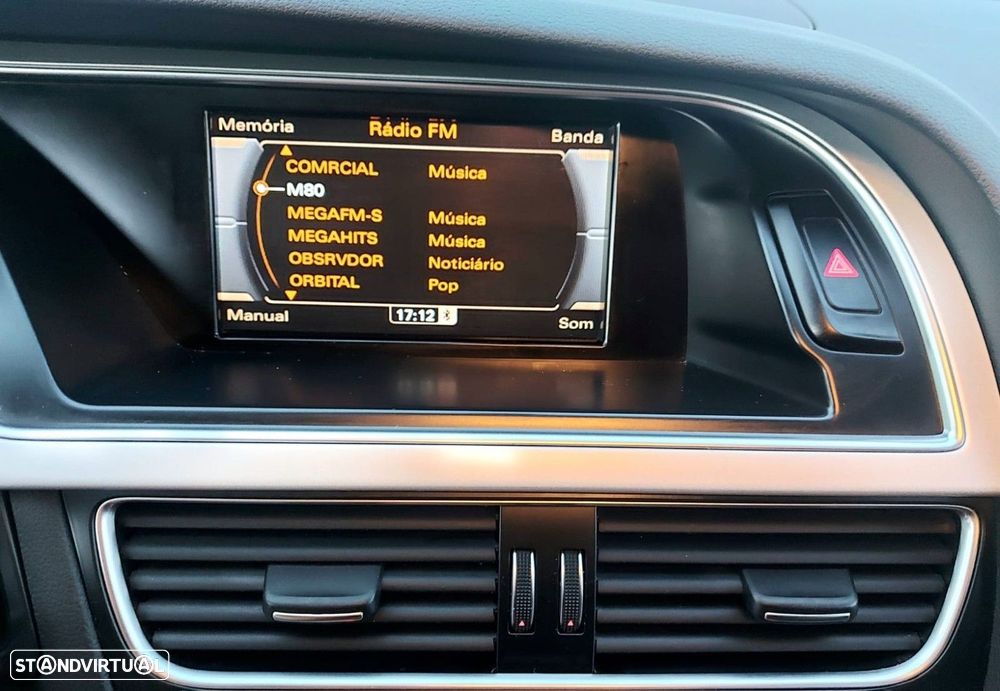 Memória Rádio FM Banda
COMRCIAL Música
M80
MEGAFM-S Música
MEGAHITS Música
OBSRVDOR Noticiário
ORBITAL Pop
Manual 17:12 Som
STANDVIRTUAL